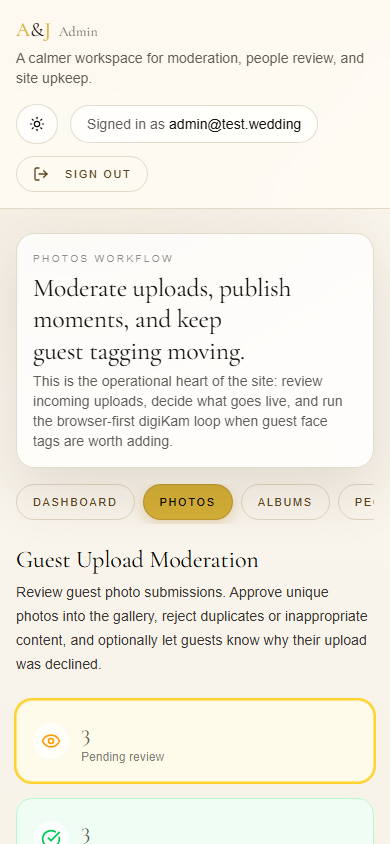 A&J Admin
A calmer workspace for moderation, people review, and
site upkeep.
Signed in as admin@test.wedding
SIGN OUT
PHOTOS WORKFLOW
Moderate uploads, publish
moments, and keep
guest tagging moving.
This is the operational heart of the site: review
incoming uploads, decide what goes live, and run
the browser-first digiKam loop when guest face
tags are worth adding.
DASHBOARD PHOTOS ALBUMS PE
Guest Upload Moderation
Review guest photo submissions. Approve unique
photos into the gallery, reject duplicates or inappropriate
content, and optionally let guests know why their upload
was declined.
3
Pending review
3